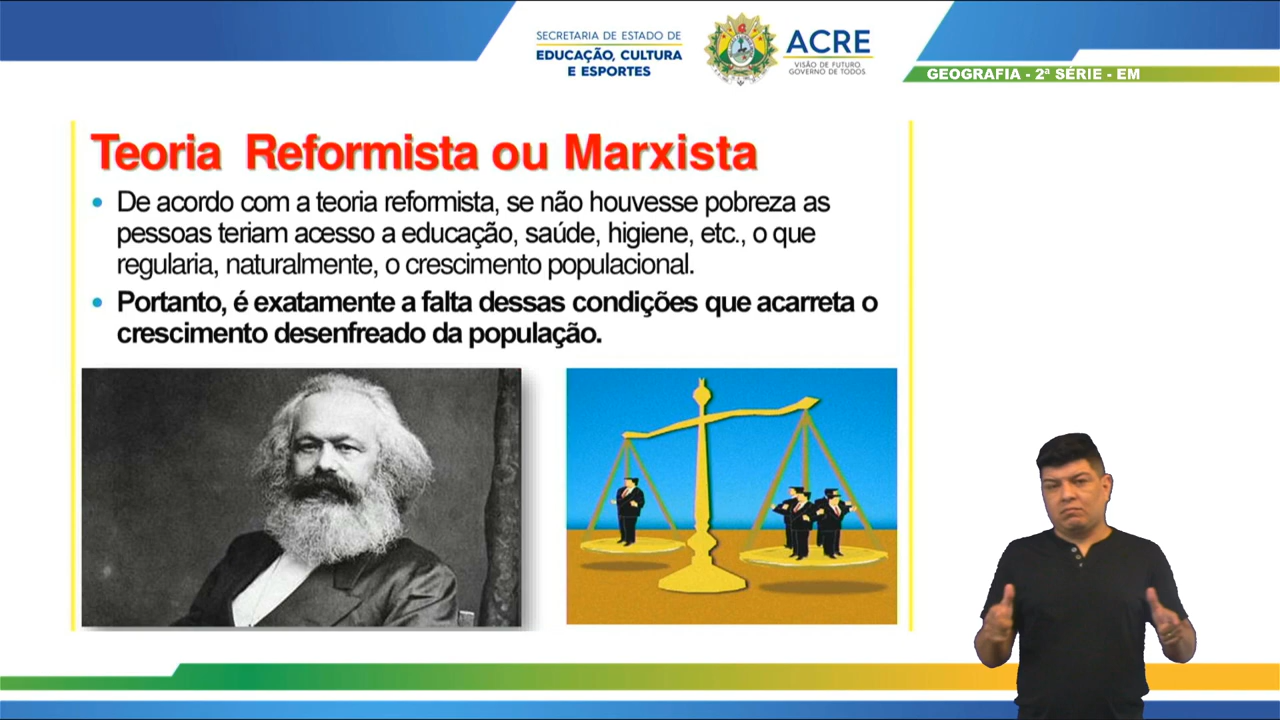 SECRETARIA DE ESTADO DE
EDUCAÇÃO, CULTURA
E ESPORTES
ACRE
VISÃO DE FUTURO
GOVERNO DE TODOS
GEOGRAFIA - 2ª SÉRIE - EM
Teoria Reformista ou Marxista
• De acordo com a teoria reformista, se não houvesse pobreza as
pessoas teriam acesso a educação, saúde, higiene, etc., o que
regularia, naturalmente, o crescimento populacional.
• Portanto, é exatamente a falta dessas condições que acarreta o
crescimento desenfreado da população.